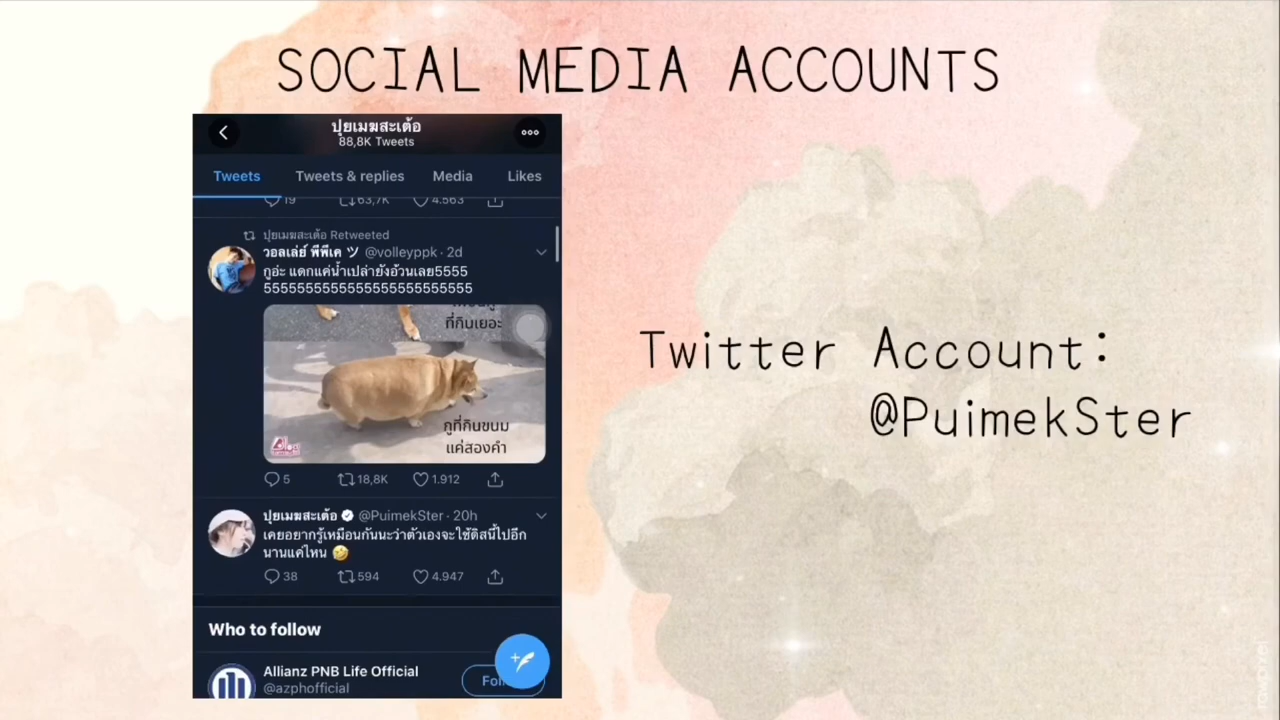 SOCIAL MEDIA ACCOUNTS
ปุยเมฆสะเต้อ
88,8K Tweets
Tweets Tweets & replies Media Likes
19 63,7K 4.563
ปุยเมฆสะเต้อ Retweeted
วอลเล่ย์ พีพีเค ツ @volleyppk · 2d
กูอ่ะ แดกแค่น้ำเปล่ายังอ้วนเลย5555
5555555555555555555555555
ที่กินเยอะ
กูที่กินขนม
แค่สองคำ
5 18,8K 1.912
ปุยเมฆสะเต้อ @PuimekSter · 20h
เคยอยากรู้เหมือนกันนะว่าตัวเองจะใช้ดิสนี้ไปอีก
นานแค่ไหน 🤣
38 594 4.947
Who to follow
Allianz PNB Life Official
@azphofficial
Twitter Account:
@PuimekSter
rawpixel